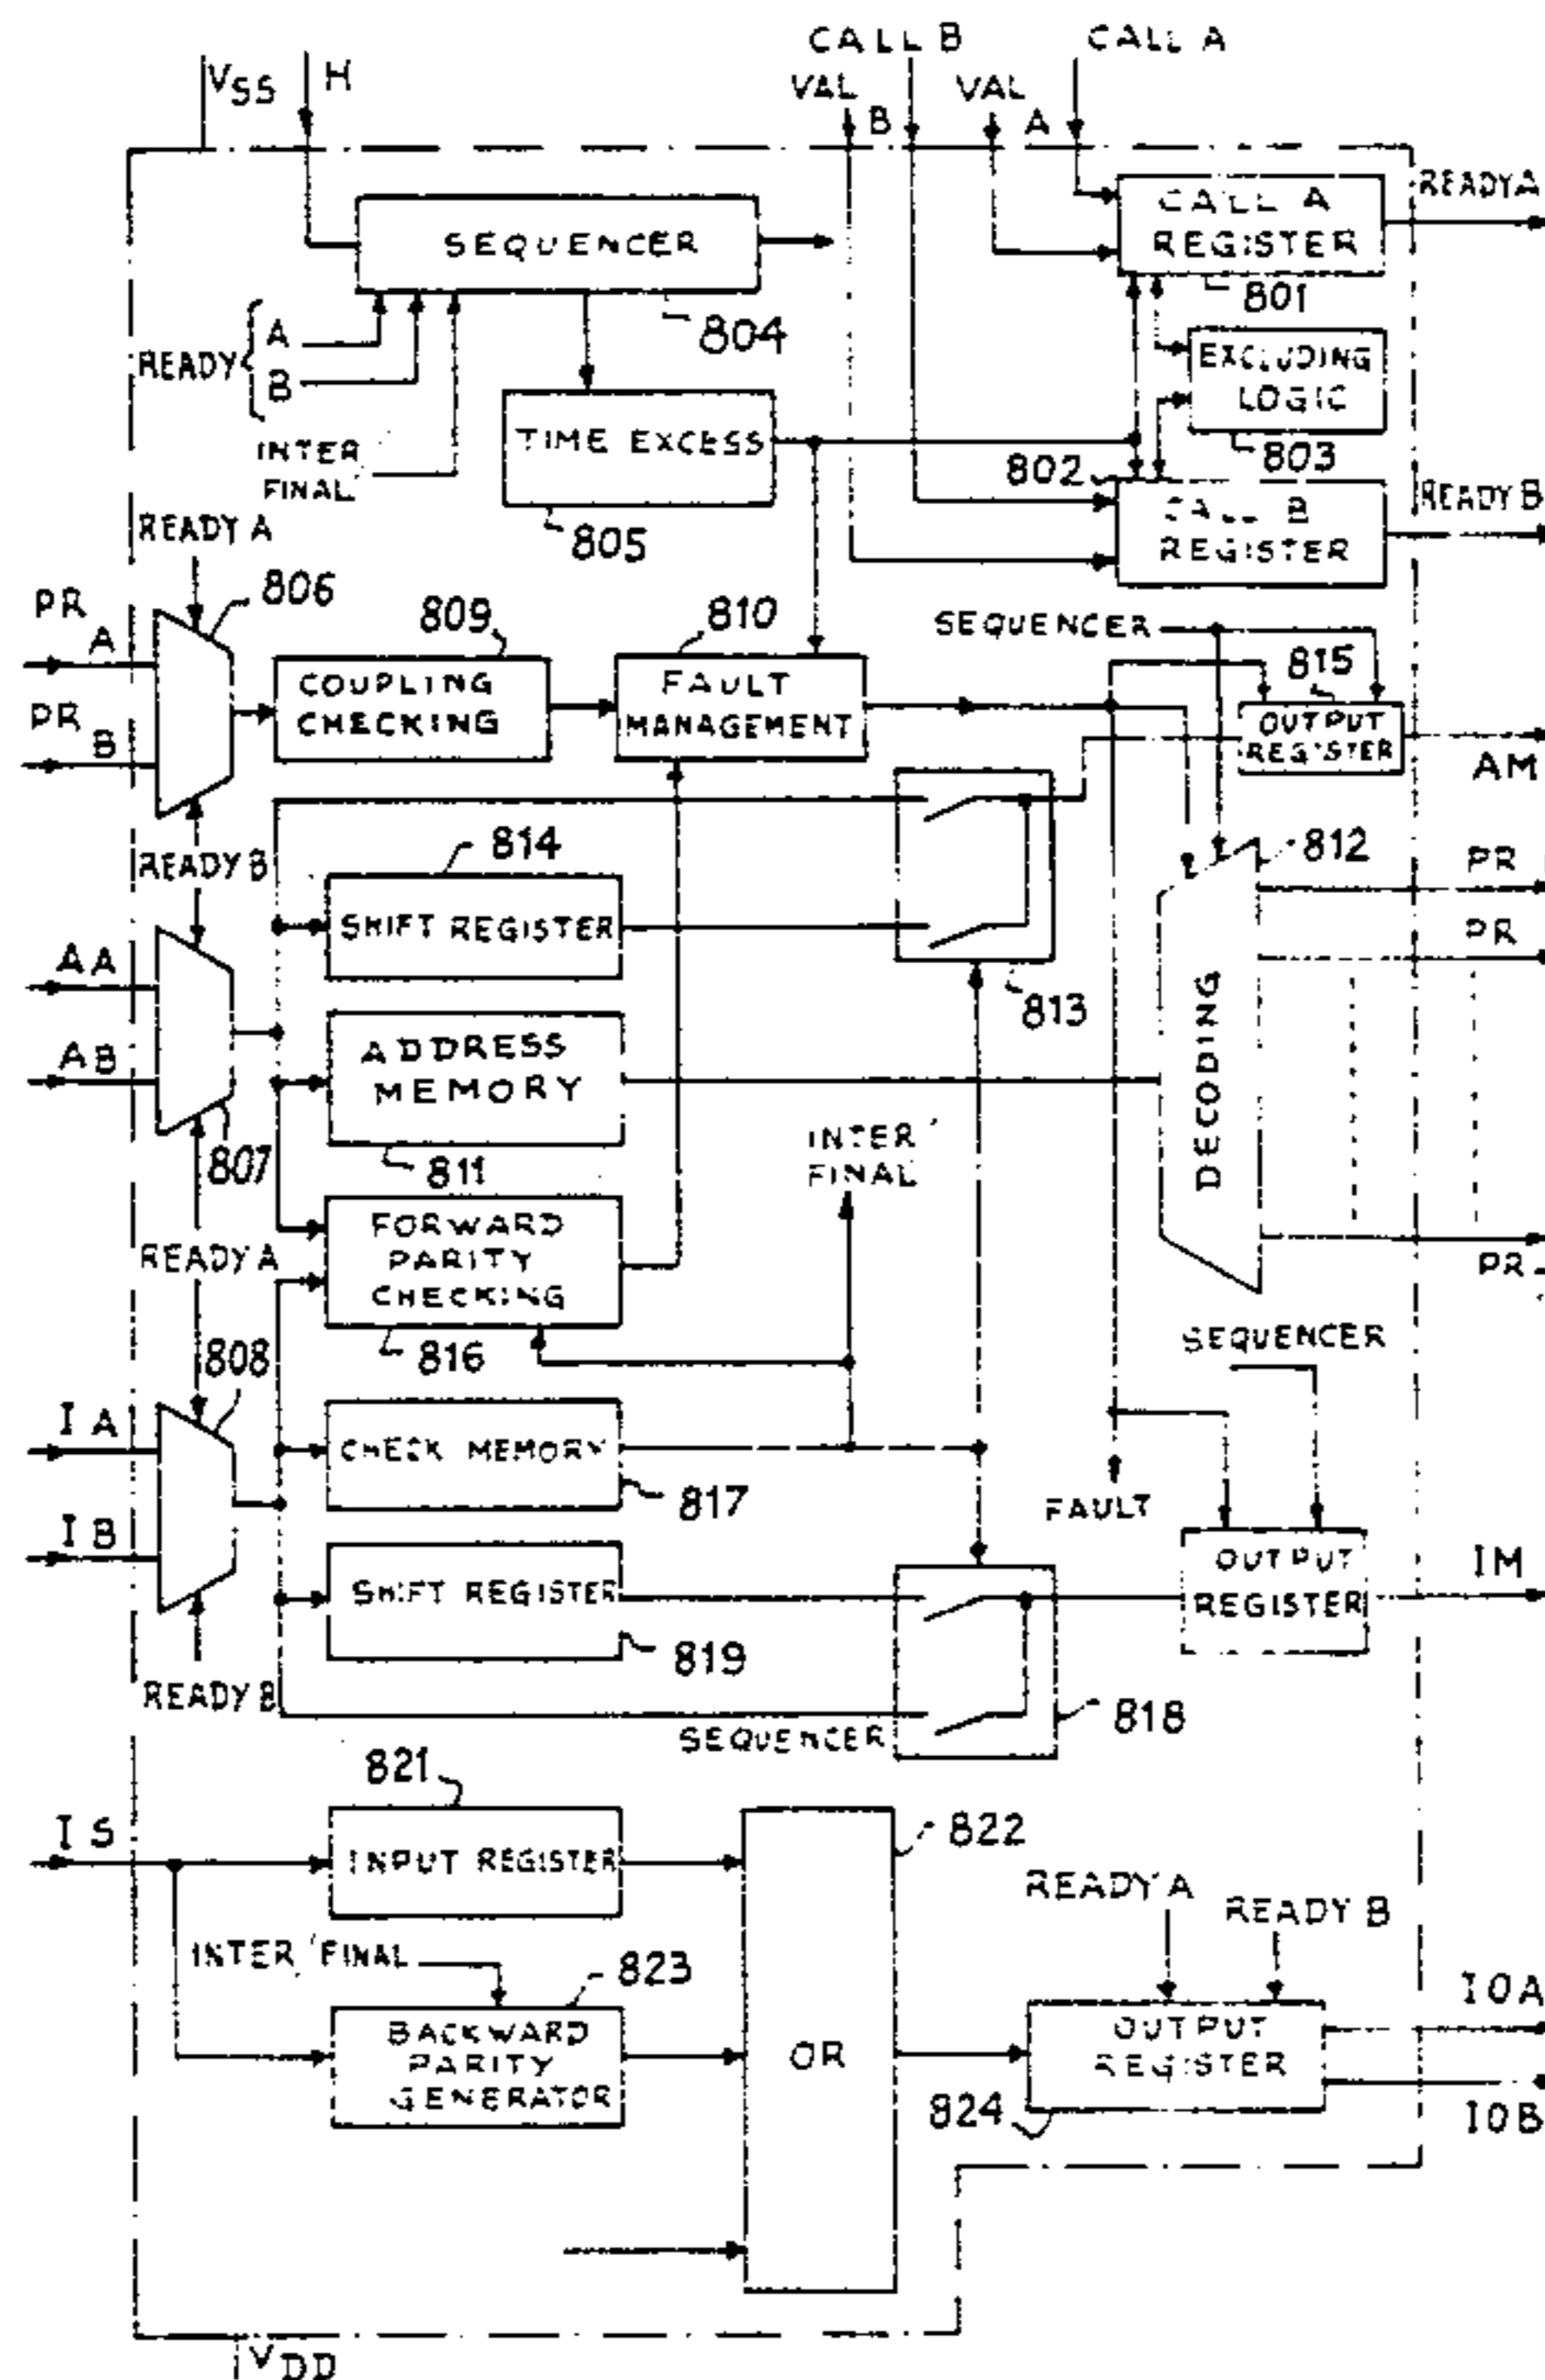 CALL B
CALL A
VSS
H
VAL
B
VAL
A
SEQUENCER
804
CALL A
REGISTER
801
READY A
READY
A
B
INTER
FINAL
TIME EXCESS
805
EXCLUDING
LOGIC
803
802
CALL B
REGISTER
READY B
READY A
806
PR
A
PR
B
809
COUPLING
CHECKING
810
FAULT
MANAGEMENT
SEQUENCER
815
OUTPUT
REGISTER
AM
READY B
814
SHIFT REGISTER
813
812
DECODING
PR
PR
PR
AA
AB
807
ADDRESS
MEMORY
811
INTER
FINAL
READY A
FORWARD
PARITY
CHECKING
816
SEQUENCER
808
IA
IB
CHECK MEMORY
817
FAULT
OUTPUT
REGISTER
IM
SHIFT REGISTER
819
READY B
SEQUENCER
818
821
IS
INPUT REGISTER
822
READY A
READY B
INTER FINAL
823
BACKWARD
PARITY
GENERATOR
OR
OUTPUT
REGISTER
824
IOA
IOB
VDD